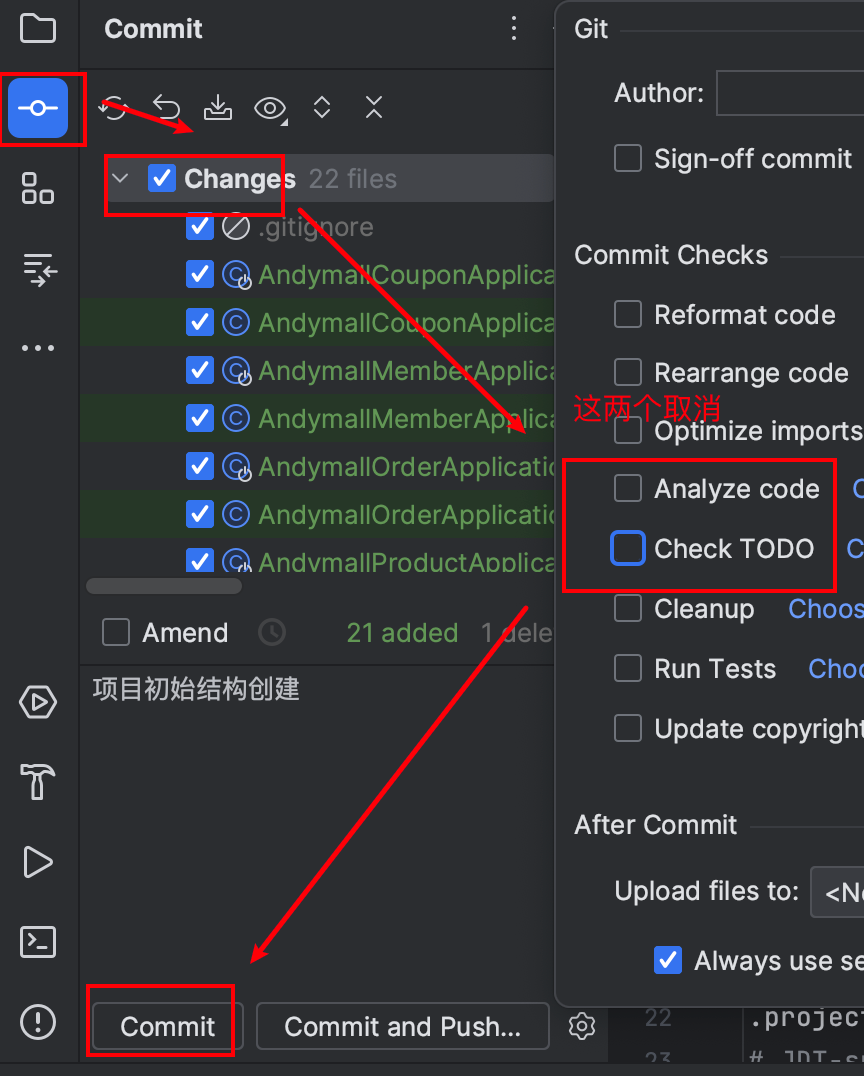 Commit
Changes 22 files
.gitignore
AndymallCouponApplica
AndymallCouponApplica
AndymallMemberApplica
AndymallMemberApplica
AndymallOrderApplicatio
AndymallOrderApplicatio
AndymallProductApplica
Amend
21 added 1 dele
项目初始结构创建
Commit
Commit and Push...
Git
Author:
Sign-off commit
Commit Checks
Reformat code
Rearrange code
这两个取消
Optimize imports
Analyze code C
Check TODO C
Cleanup Choos
Run Tests Choo
Update copyright
After Commit
Upload files to: <No
Always use se
22 .project
23 # JDT-s